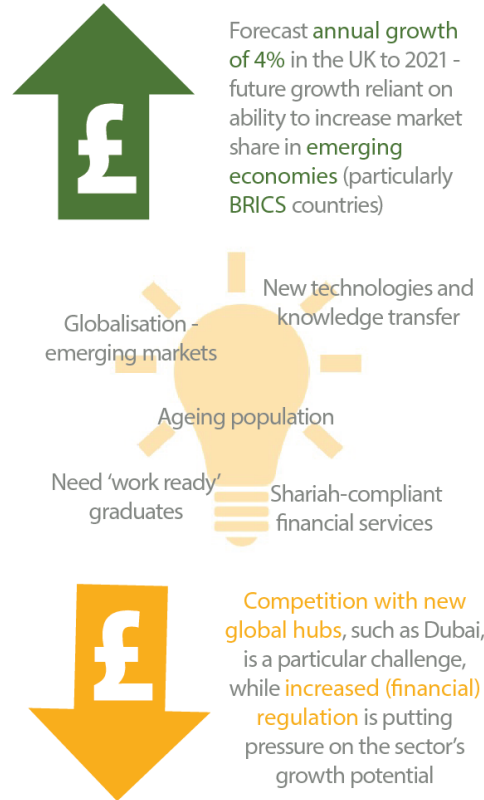 £
Forecast annual growth
of 4% in the UK to 2021 -
future growth reliant on
ability to increase market
share in emerging
economies (particularly
BRICS countries)
New technologies and
knowledge transfer
Globalisation -
emerging markets
Ageing population
Need ‘work ready’
graduates
Shariah-compliant
financial services
£
Competition with new
global hubs, such as Dubai,
is a particular challenge,
while increased (financial)
regulation is putting
pressure on the sector’s
growth potential